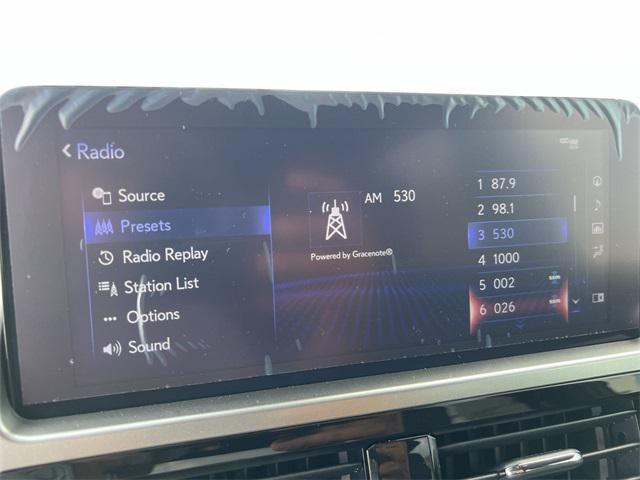 Radio
Source
Presets
Radio Replay
Station List
Options
Sound
AM 530
Powered by Gracenote®
1 87.9
2 98.1
3 530
4 1000
5 002
6 026